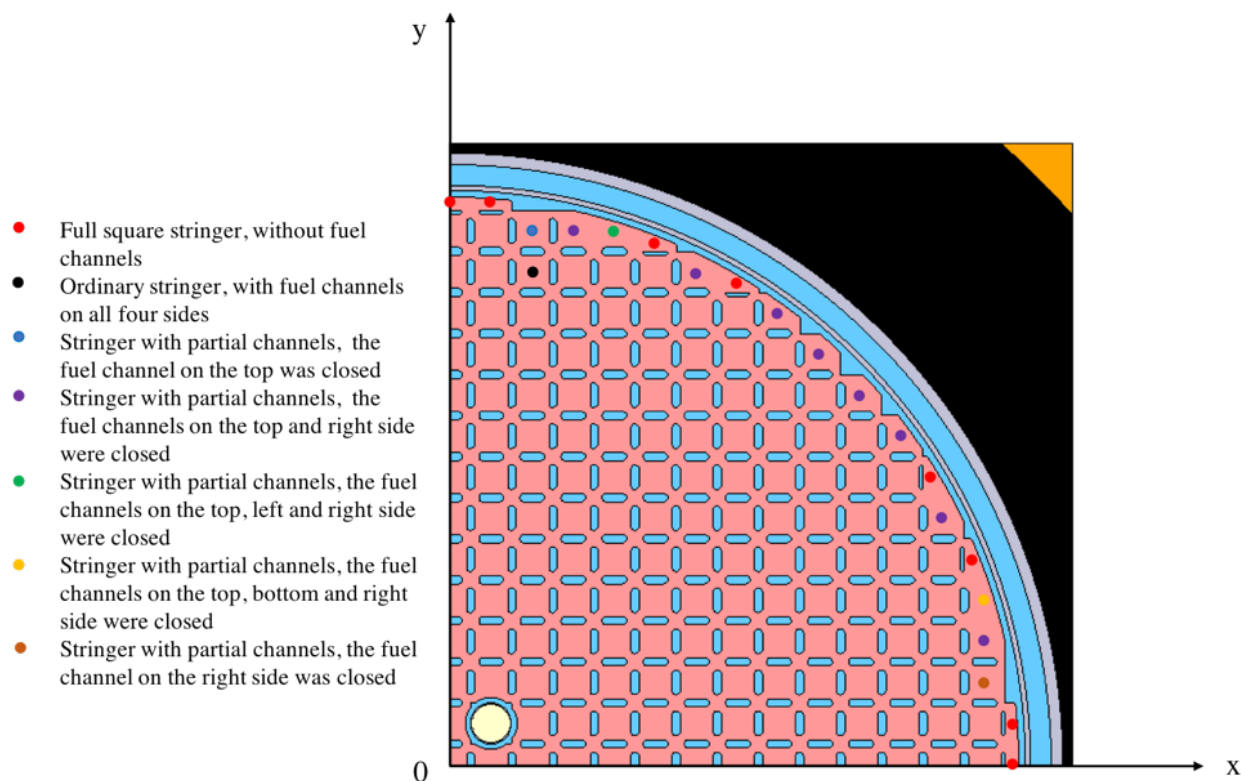 y
Full square stringer, without fuel
channels
Ordinary stringer, with fuel channels
on all four sides
Stringer with partial channels, the
fuel channel on the top was closed
Stringer with partial channels, the
fuel channels on the top and right side
were closed
Stringer with partial channels, the fuel
channels on the top, left and right side
were closed
Stringer with partial channels, the fuel
channels on the top, bottom and right
side were closed
Stringer with partial channels, the fuel
channel on the right side was closed
0
x